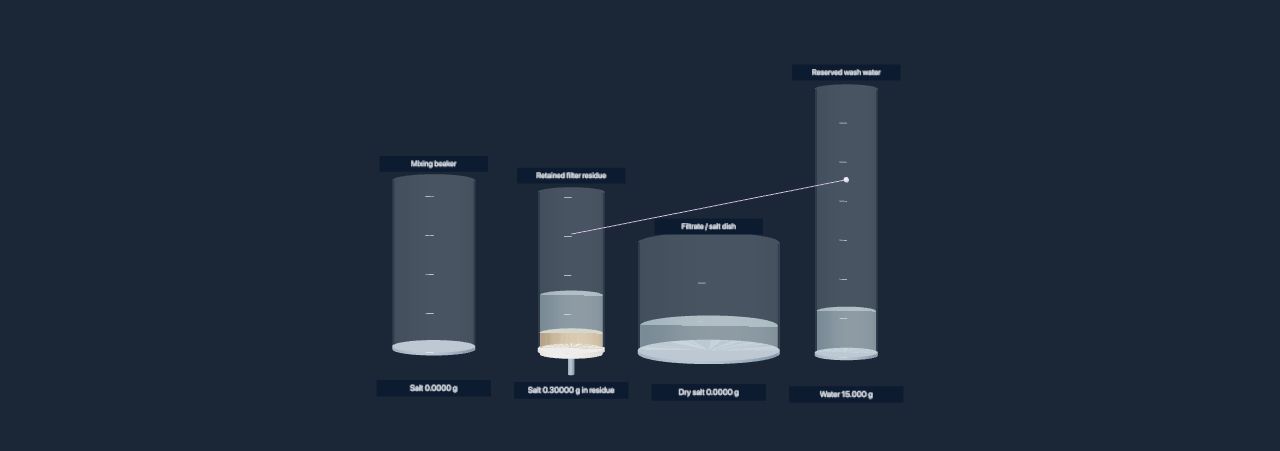 Reserved wash water
Mixing beaker
Retained filter residue
Filtrate / salt dish
Salt 0.0000 g
Salt 0.30000 g in residue
Dry salt 0.0000 g
Water 15.000 g